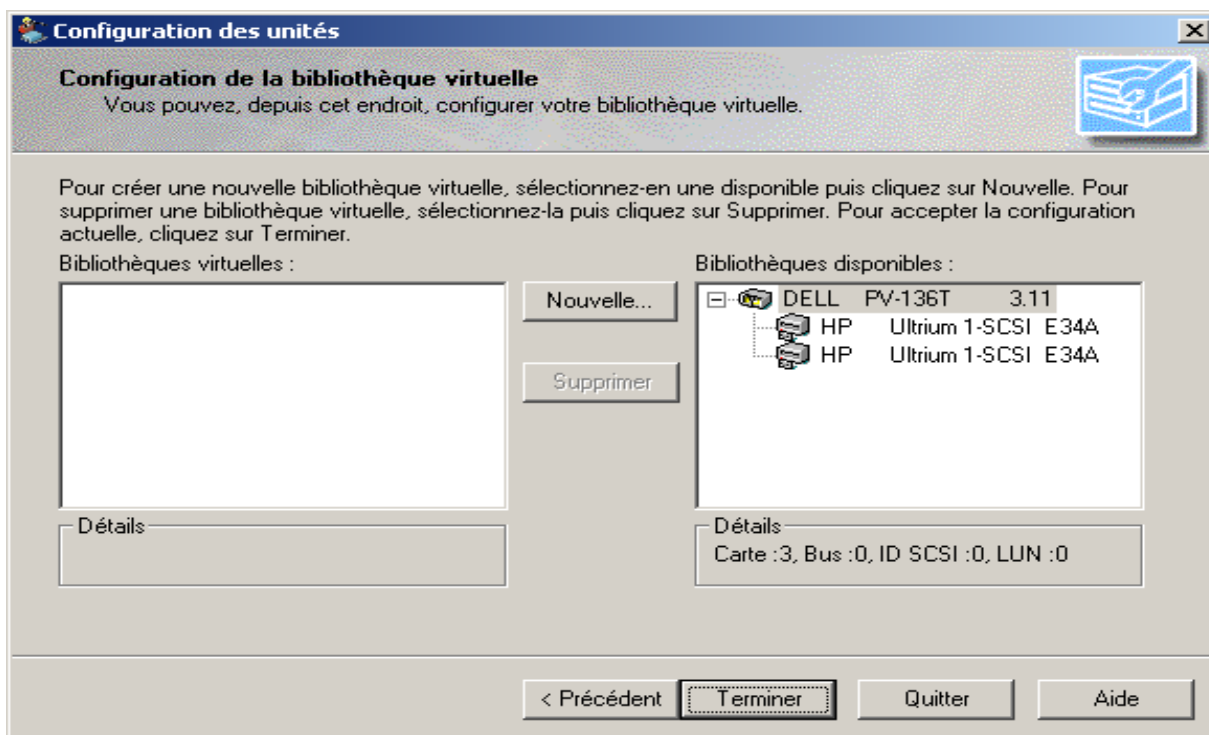 Configuration des unités
Configuration de la bibliothèque virtuelle
Vous pouvez, depuis cet endroit, configurer votre bibliothèque virtuelle.
Pour créer une nouvelle bibliothèque virtuelle, sélectionnez-en une disponible puis cliquez sur Nouvelle. Pour
supprimer une bibliothèque virtuelle, sélectionnez-la puis cliquez sur Supprimer. Pour accepter la configuration
actuelle, cliquez sur Terminer.
Bibliothèques virtuelles :
Nouvelle...
Supprimer
Détails
Bibliothèques disponibles :
DELL PV-136T 3.11
HP Ultrium 1-SCSI E34A
HP Ultrium 1-SCSI E34A
Détails
Carte :3, Bus :0, ID SCSI :0, LUN :0
< Précédent
Terminer
Quitter
Aide